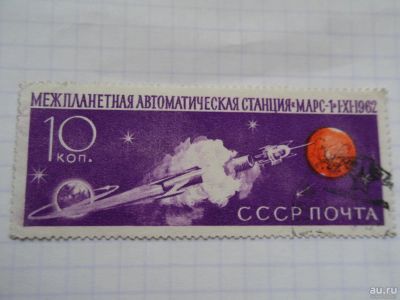 МЕЖПЛАНЕТНАЯ АВТОМАТИЧЕСКАЯ СТАНЦИЯ «МАРС-1» 1·XI·1962
10
КОП.
СССР ПОЧТА
au.ru